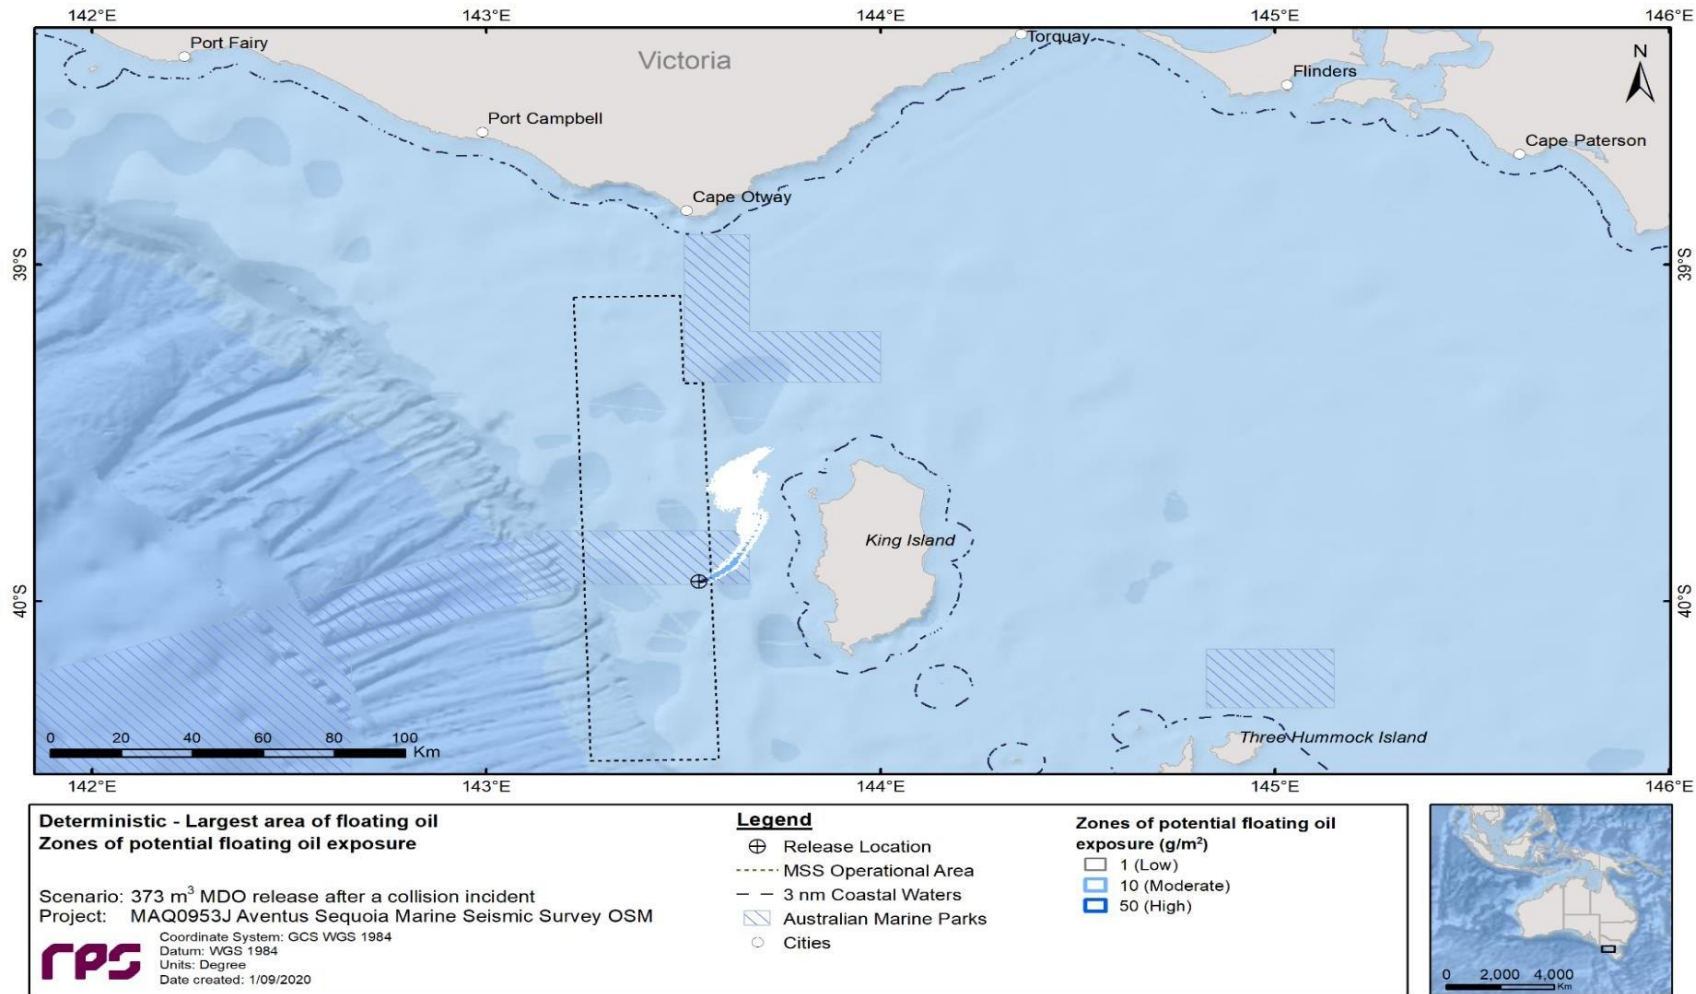 142°E 143°E 144°E 145°E 146°E
Port Fairy
Victoria
Torquay
N
Flinders
Port Campbell
Cape Paterson
Cape Otway
39°S 39°S
King Island
40°S 40°S
Three Hummock Island
0 20 40 60 80 100
Km
142°E 143°E 144°E 145°E 146°E
Deterministic - Largest area of floating oil
Zones of potential floating oil exposure
Scenario: 373 m³ MDO release after a collision incident
Project: MAQ0953J Aventus Sequoia Marine Seismic Survey OSM
rps
Coordinate System: GCS WGS 1984
Datum: WGS 1984
Units: Degree
Date created: 1/09/2020
Legend
Release Location
MSS Operational Area
3 nm Coastal Waters
Australian Marine Parks
Cities
Zones of potential floating oil
exposure (g/m²)
1 (Low)
10 (Moderate)
50 (High)
0 2,000 4,000
Km